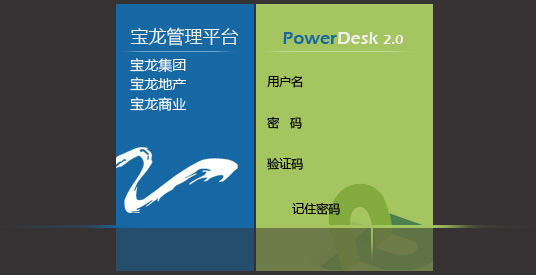 宝龙管理平台
宝龙集团
宝龙地产
宝龙商业
PowerDesk 2.0
用户名
密 码
验证码
记住密码